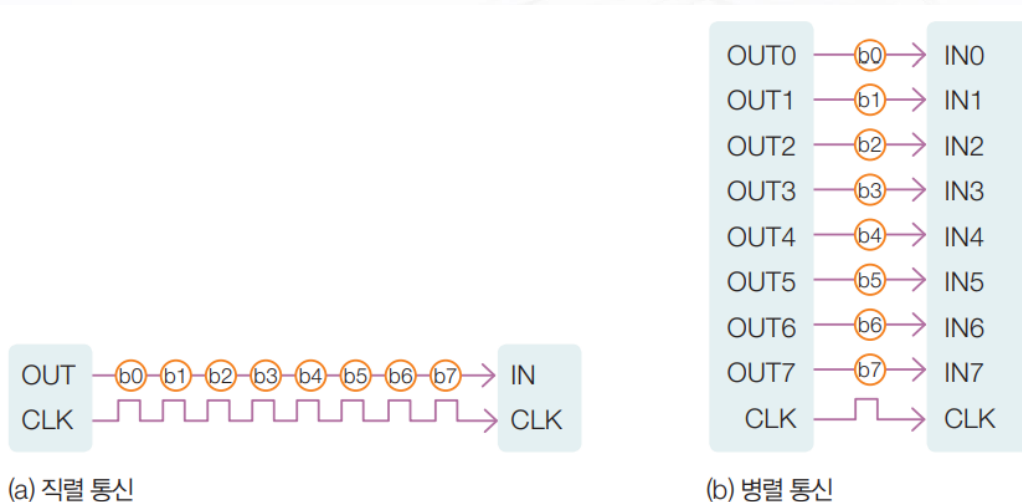 OUT b0 b1 b2 b3 b4 b5 b6 b7 IN
CLK CLK
(a) 직렬 통신
OUT0 b0 IN0
OUT1 b1 IN1
OUT2 b2 IN2
OUT3 b3 IN3
OUT4 b4 IN4
OUT5 b5 IN5
OUT6 b6 IN6
OUT7 b7 IN7
CLK CLK
(b) 병렬 통신